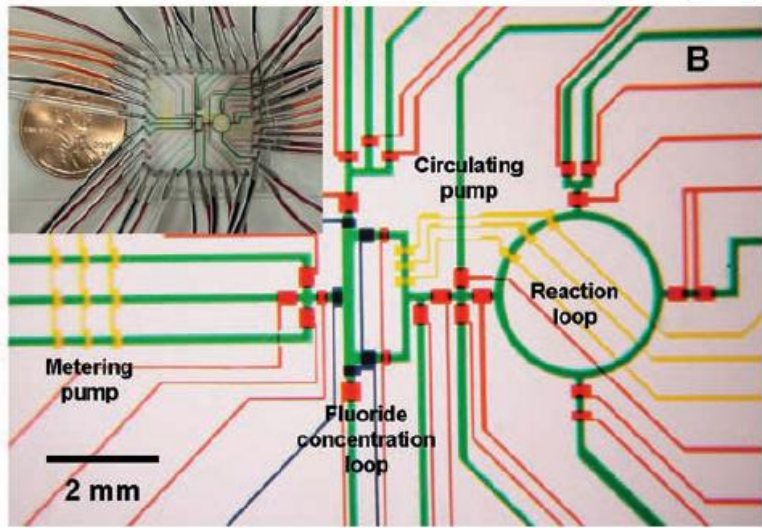 B
Circulating
pump
Reaction
loop
Metering
pump
Fluoride
concentration
loop
2 mm